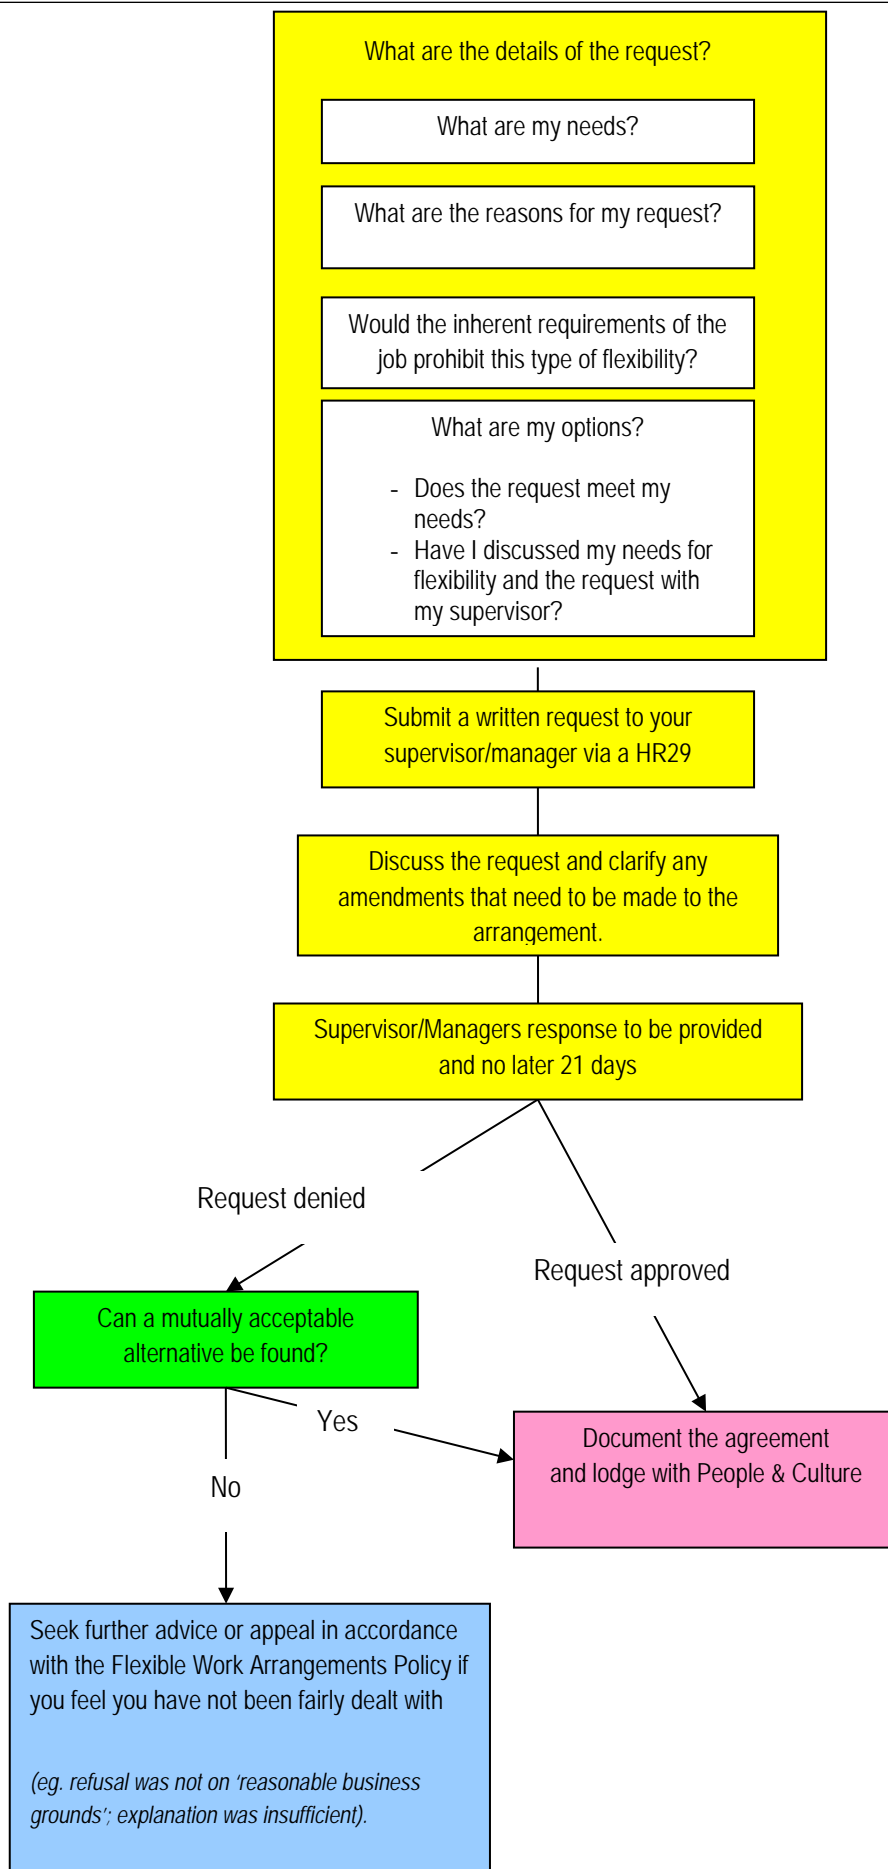 What are the details of the request?
What are my needs?
What are the reasons for my request?
Would the inherent requirements of the
job prohibit this type of flexibility?
What are my options?
- Does the request meet my
needs?
- Have I discussed my needs for
flexibility and the request with
my supervisor?
Submit a written request to your
supervisor/manager via a HR29
Discuss the request and clarify any
amendments that need to be made to the
arrangement.
Supervisor/Managers response to be provided
and no later 21 days
Request denied
Request approved
Can a mutually acceptable
alternative be found?
Yes
Document the agreement
and lodge with People & Culture
No
Seek further advice or appeal in accordance
with the Flexible Work Arrangements Policy if
you feel you have not been fairly dealt with
(eg. refusal was not on ‘reasonable business
grounds’; explanation was insufficient).